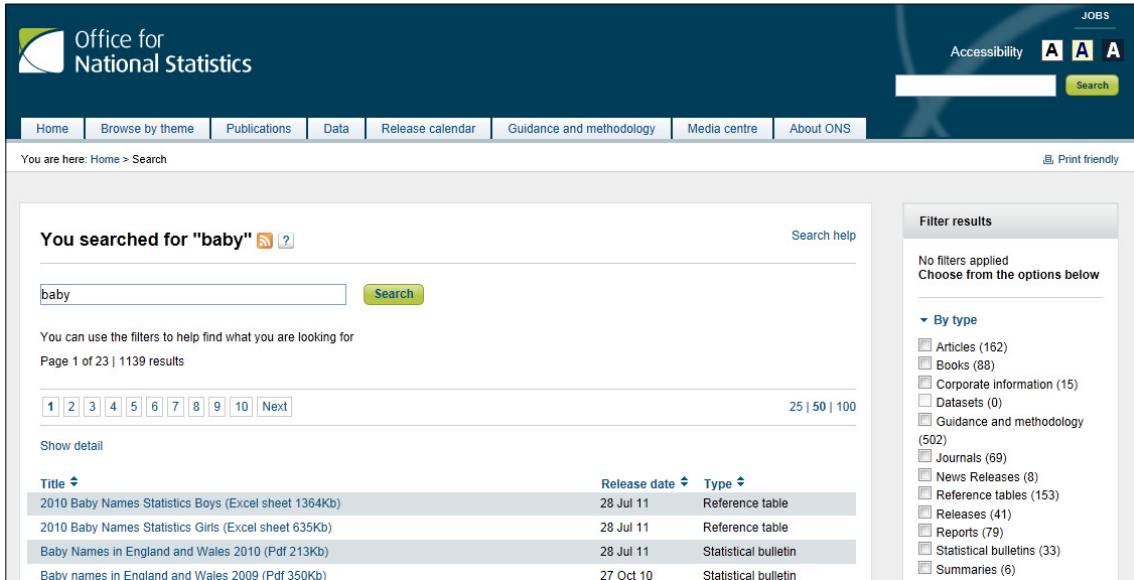 JOBS
Office for
National Statistics
Accessibility A A A
Search
Home Browse by theme Publications Data Release calendar Guidance and methodology Media centre About ONS
You are here: Home > Search
Print friendly
You searched for "baby" ?
Search help
baby
Search
You can use the filters to help find what you are looking for
Page 1 of 23 | 1139 results
1 2 3 4 5 6 7 8 9 10 Next
25 | 50 | 100
Show detail
Title Release date Type
2010 Baby Names Statistics Boys (Excel sheet 1364Kb) 28 Jul 11 Reference table
2010 Baby Names Statistics Girls (Excel sheet 635Kb) 28 Jul 11 Reference table
Baby Names in England and Wales 2010 (Pdf 213Kb) 28 Jul 11 Statistical bulletin
Baby names in England and Wales 2009 (Pdf 350Kb) 27 Oct 10 Statistical bulletin
Filter results
No filters applied
Choose from the options below
By type
Articles (162)
Books (88)
Corporate information (15)
Datasets (0)
Guidance and methodology
(502)
Journals (69)
News Releases (8)
Reference tables (153)
Releases (41)
Reports (79)
Statistical bulletins (33)
Summaries (6)